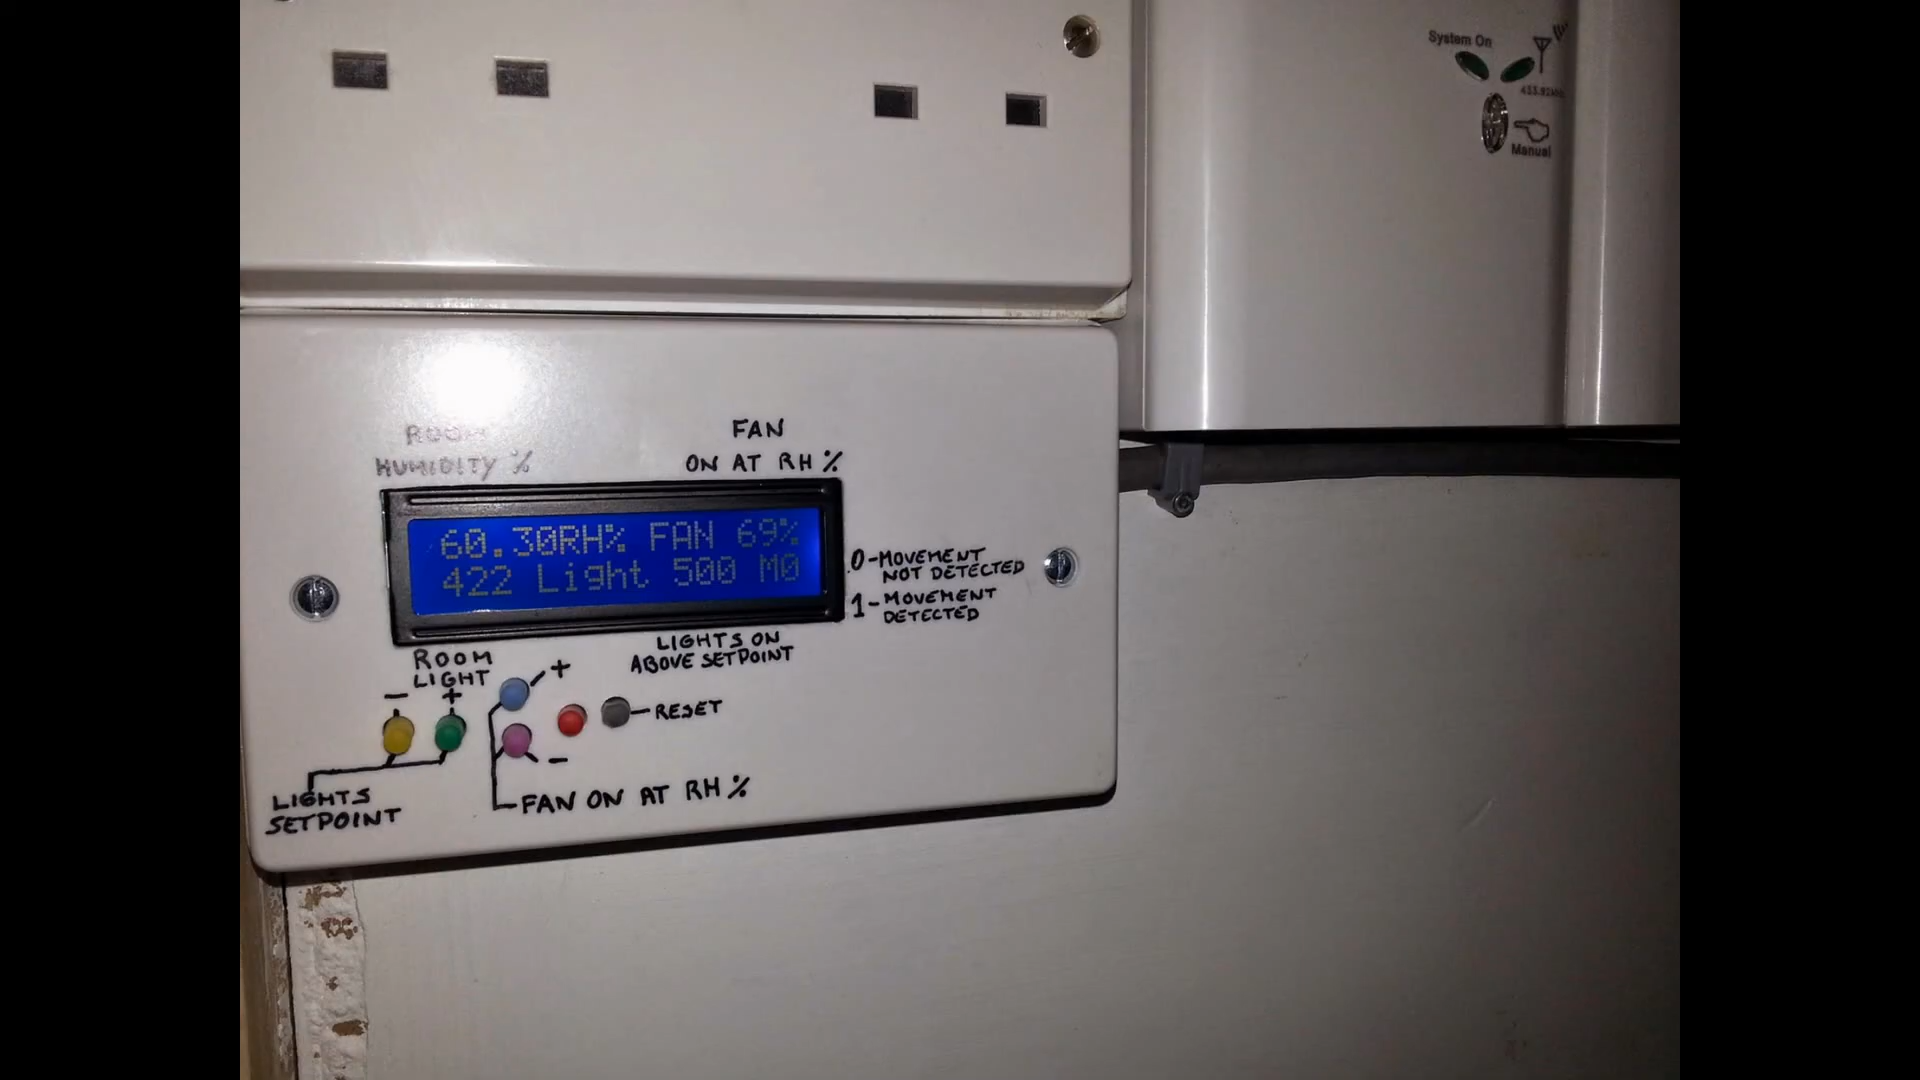 System On
433.92MHz
Manual
ROOM
HUMIDITY %
FAN
ON AT RH %
60.30RH% FAN 69%
422 Light 500 M0
0-MOVEMENT
NOT DETECTED
1-MOVEMENT
DETECTED
LIGHTS ON
ABOVE SETPOINT
ROOM
LIGHT
- +
+
-
RESET
FAN ON AT RH %
LIGHTS
SETPOINT